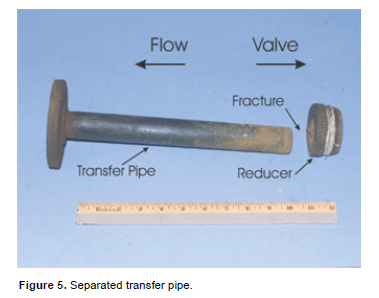 Flow Valve
Fracture
Transfer Pipe Reducer
Figure 5. Separated transfer pipe.